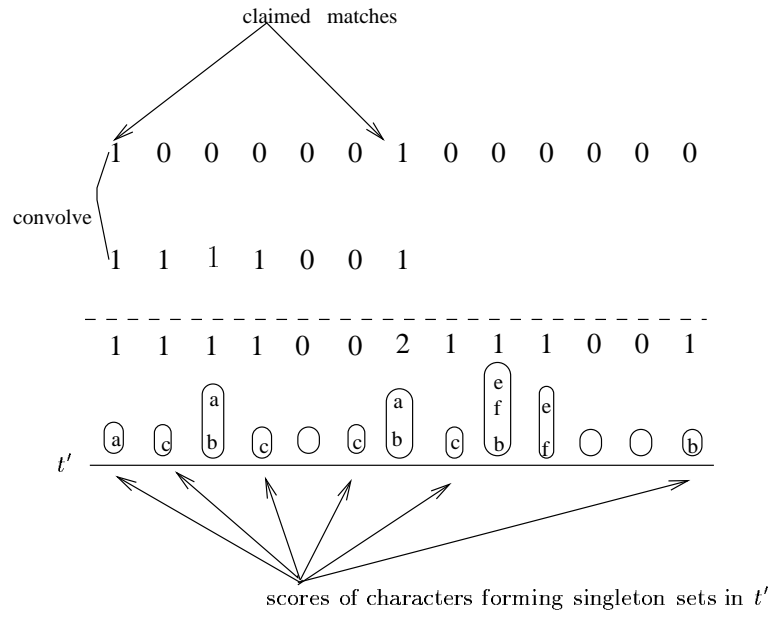 claimed matches
1 0 0 0 0 0 1 0 0 0 0 0 0
convolve
1 1 1 1 0 0 1
1 1 1 1 0 0 2 1 1 1 0 0 1
e
a a f e
a c b c c b c b f b
t′
scores of characters forming singleton sets in t′